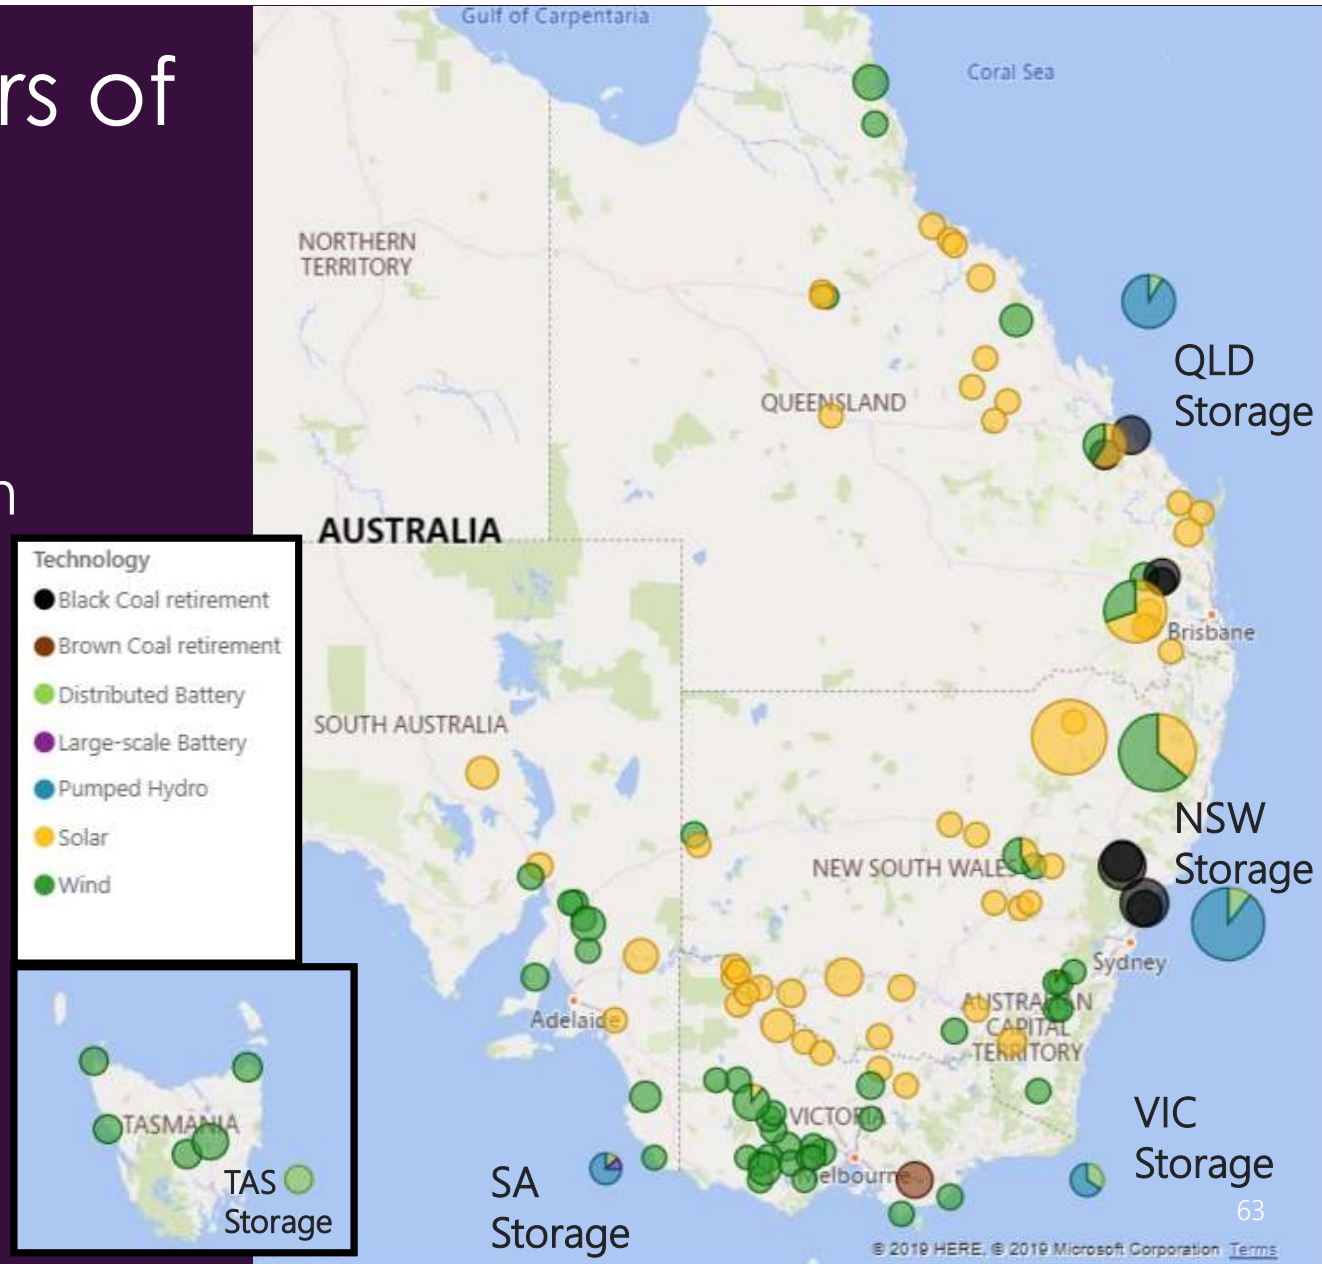 rs of
n
Technology
Black Coal retirement
Brown Coal retirement
Distributed Battery
Large-scale Battery
Pumped Hydro
Solar
Wind
Gulf of Carpentaria
Coral Sea
NORTHERN
TERRITORY
QLD
Storage
QUEENSLAND
AUSTRALIA
Brisbane
SOUTH AUSTRALIA
NSW
Storage
NEW SOUTH WALES
Sydney
AUSTRALIAN
CAPITAL
TERRITORY
Adelaide
VICTORIA
Melbourne
VIC
Storage
SA
Storage
TASMANIA
TAS
Storage
63
© 2019 HERE, © 2019 Microsoft Corporation Terms